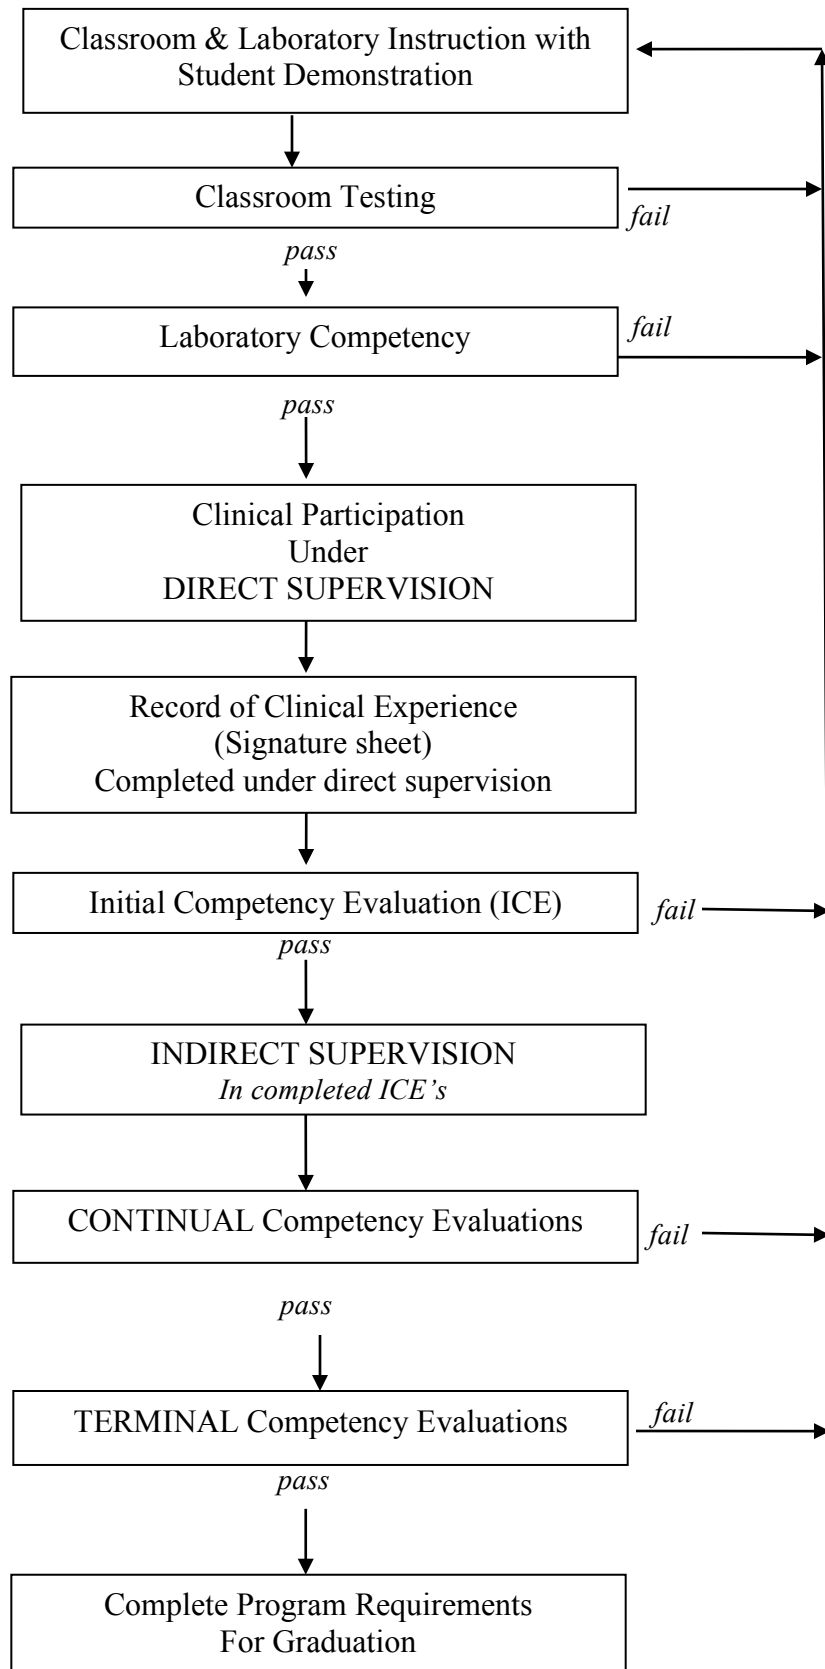 Classroom & Laboratory Instruction with
Student Demonstration
Classroom Testing
fail
pass
Laboratory Competency
fail
pass
Clinical Participation
Under
DIRECT SUPERVISION
Record of Clinical Experience
(Signature sheet)
Completed under direct supervision
Initial Competency Evaluation (ICE)
fail
pass
INDIRECT SUPERVISION
In completed ICE’s
CONTINUAL Competency Evaluations
fail
pass
TERMINAL Competency Evaluations
fail
pass
Complete Program Requirements
For Graduation